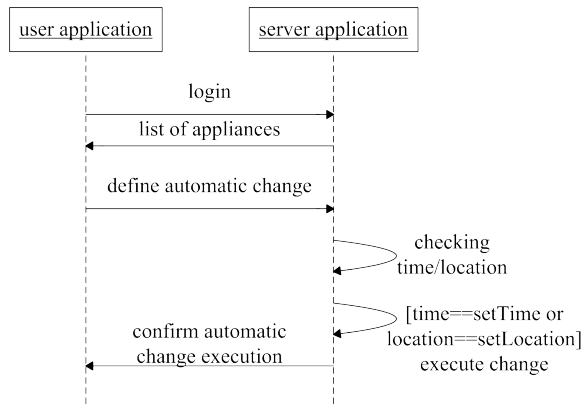 user application
server application
login
list of appliances
define automatic change
checking
time/location
[time==setTime or
location==setLocation]
execute change
confirm automatic
change execution